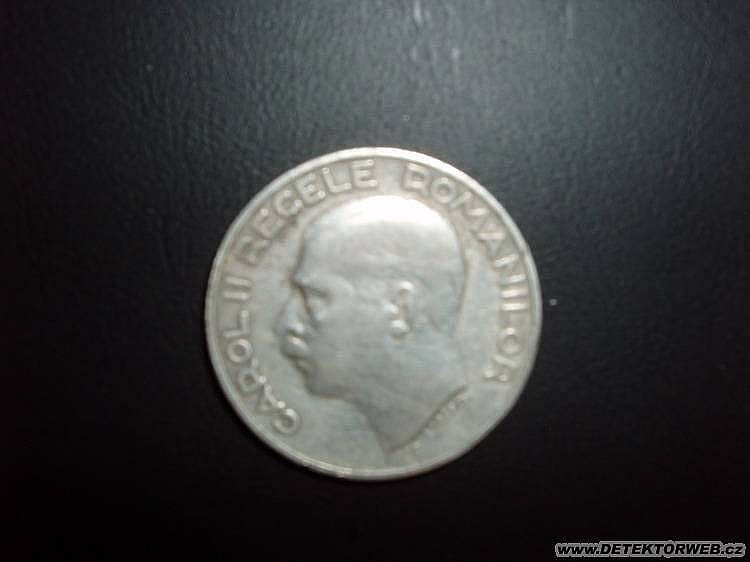 CAROL II REGELE ROMANILOR
www.DETEKTORWEB.cz